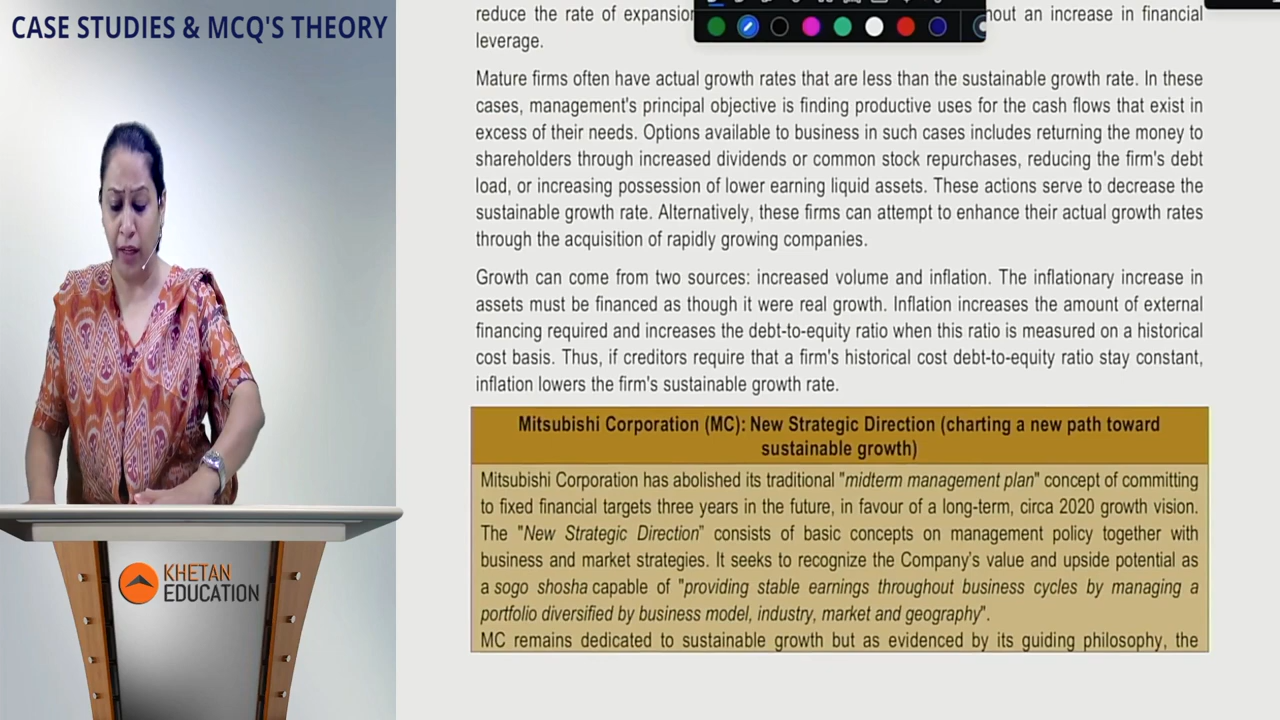 CASE STUDIES & MCQ'S THEORY
reduce the rate of expansion
out an increase in financial
leverage.
Mature firms often have actual growth rates that are less than the sustainable growth rate. In these
cases, management's principal objective is finding productive uses for the cash flows that exist in
excess of their needs. Options available to business in such cases includes returning the money to
shareholders through increased dividends or common stock repurchases, reducing the firm's debt
load, or increasing possession of lower earning liquid assets. These actions serve to decrease the
sustainable growth rate. Alternatively, these firms can attempt to enhance their actual growth rates
through the acquisition of rapidly growing companies.
Growth can come from two sources: increased volume and inflation. The inflationary increase in
assets must be financed as though it were real growth. Inflation increases the amount of external
financing required and increases the debt-to-equity ratio when this ratio is measured on a historical
cost basis. Thus, if creditors require that a firm's historical cost debt-to-equity ratio stay constant,
inflation lowers the firm's sustainable growth rate.
Mitsubishi Corporation (MC): New Strategic Direction (charting a new path toward
sustainable growth)
Mitsubishi Corporation has abolished its traditional "midterm management plan" concept of committing
to fixed financial targets three years in the future, in favour of a long-term, circa 2020 growth vision.
The "New Strategic Direction" consists of basic concepts on management policy together with
business and market strategies. It seeks to recognize the Company's value and upside potential as
a sogo shosha capable of "providing stable earnings throughout business cycles by managing a
portfolio diversified by business model, industry, market and geography".
MC remains dedicated to sustainable growth but as evidenced by its guiding philosophy, the
KHETAN
EDUCATION